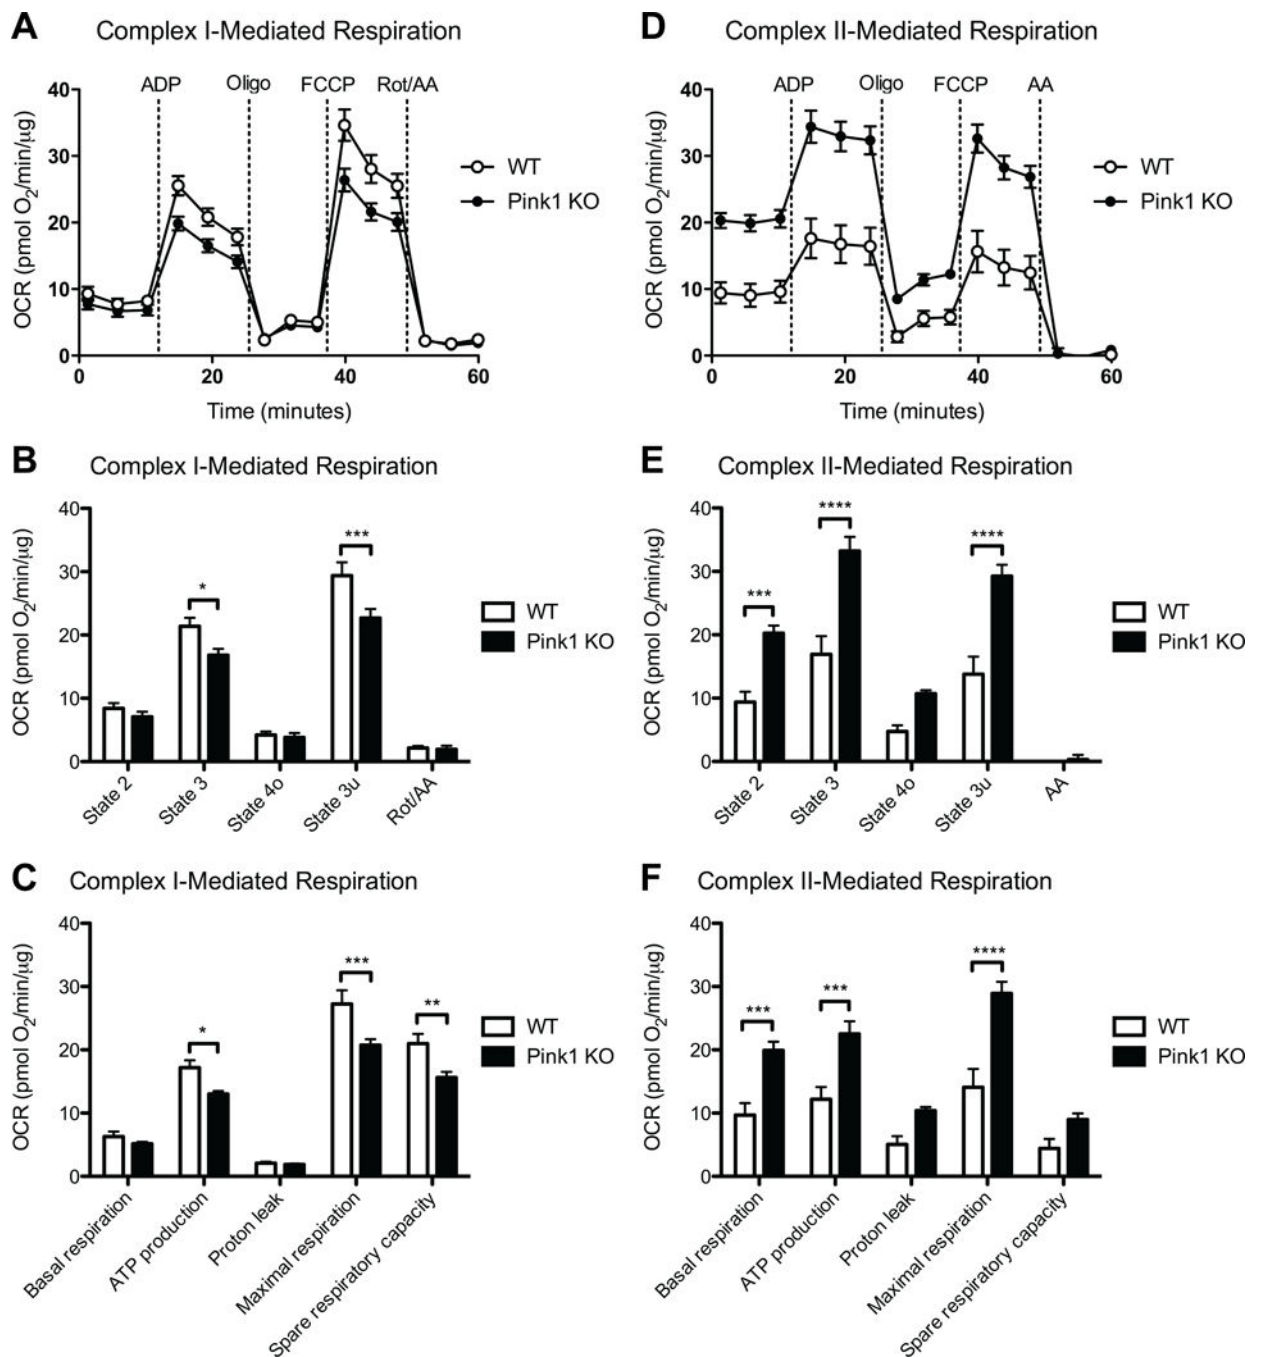 A Complex I-Mediated Respiration
ADP Oligo FCCP Rot/AA
OCR (pmol O2/min/μg)
40
30
20
10
0
0 20 40 60
Time (minutes)
WT
Pink1 KO
D Complex II-Mediated Respiration
ADP Oligo FCCP AA
OCR (pmol O2/min/μg)
40
30
20
10
0
0 20 40 60
Time (minutes)
WT
Pink1 KO
B Complex I-Mediated Respiration
OCR (pmol O2/min/μg)
40
30
20
10
0
*
***
State 2
State 3
State 4o
State 3u
Rot/AA
WT
Pink1 KO
E Complex II-Mediated Respiration
OCR (pmol O2/min/μg)
40
30
20
10
0
***
****
****
State 2
State 3
State 4o
State 3u
AA
WT
Pink1 KO
C Complex I-Mediated Respiration
OCR (pmol O2/min/μg)
40
30
20
10
0
*
***
**
Basal respiration
ATP production
Proton leak
Maximal respiration
Spare respiratory capacity
WT
Pink1 KO
F Complex II-Mediated Respiration
OCR (pmol O2/min/μg)
40
30
20
10
0
***
***
****
Basal respiration
ATP production
Proton leak
Maximal respiration
Spare respiratory capacity
WT
Pink1 KO